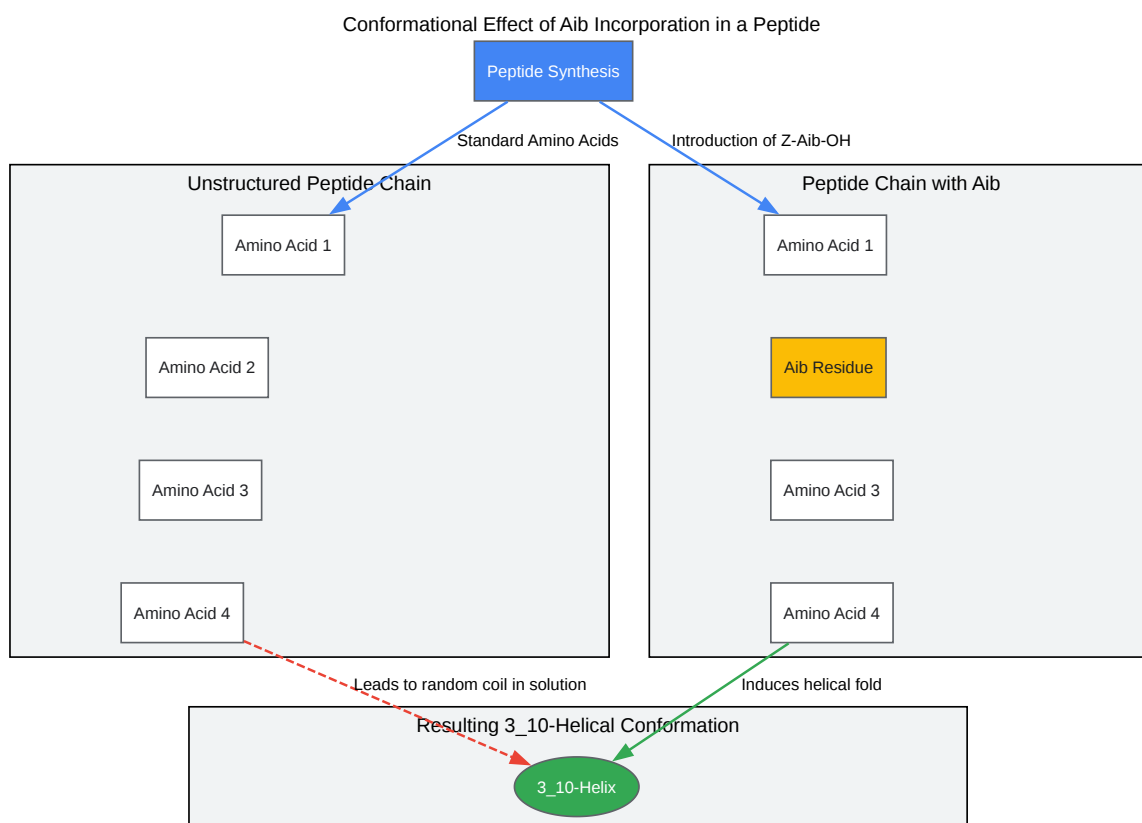 Conformational Effect of Aib Incorporation in a Peptide
Peptide Synthesis
Standard Amino Acids
Introduction of Z-Aib-OH
Unstructured Peptide Chain
Amino Acid 1
Amino Acid 2
Amino Acid 3
Amino Acid 4
Peptide Chain with Aib
Amino Acid 1
Aib Residue
Amino Acid 3
Amino Acid 4
Leads to random coil in solution
Induces helical fold
Resulting 3_10-Helical Conformation
3_10-Helix